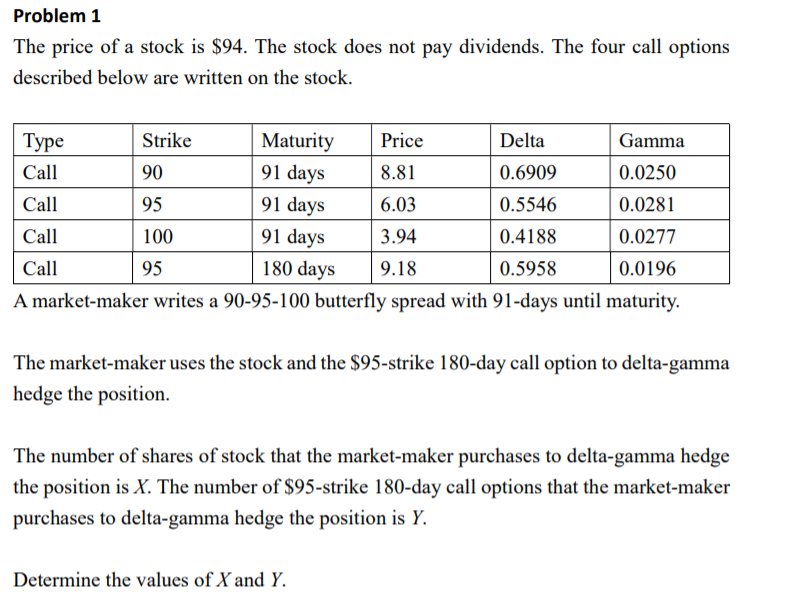 Problem 1
The price of a stock is $94. The stock does not pay dividends. The four call options
described below are written on the stock.
Type Strike Maturity Price Delta Gamma
Call 90 91 days 8.81 0.6909 0.0250
Call 95 91 days 6.03 0.5546 0.0281
Call 100 91 days 3.94 0.4188 0.0277
Call 95 180 days 9.18 0.5958 0.0196
A market-maker writes a 90-95-100 butterfly spread with 91-days until maturity.
The market-maker uses the stock and the $95-strike 180-day call option to delta-gamma
hedge the position.
The number of shares of stock that the market-maker purchases to delta-gamma hedge
the position is X. The number of $95-strike 180-day call options that the market-maker
purchases to delta-gamma hedge the position is Y.
Determine the values of X and Y.